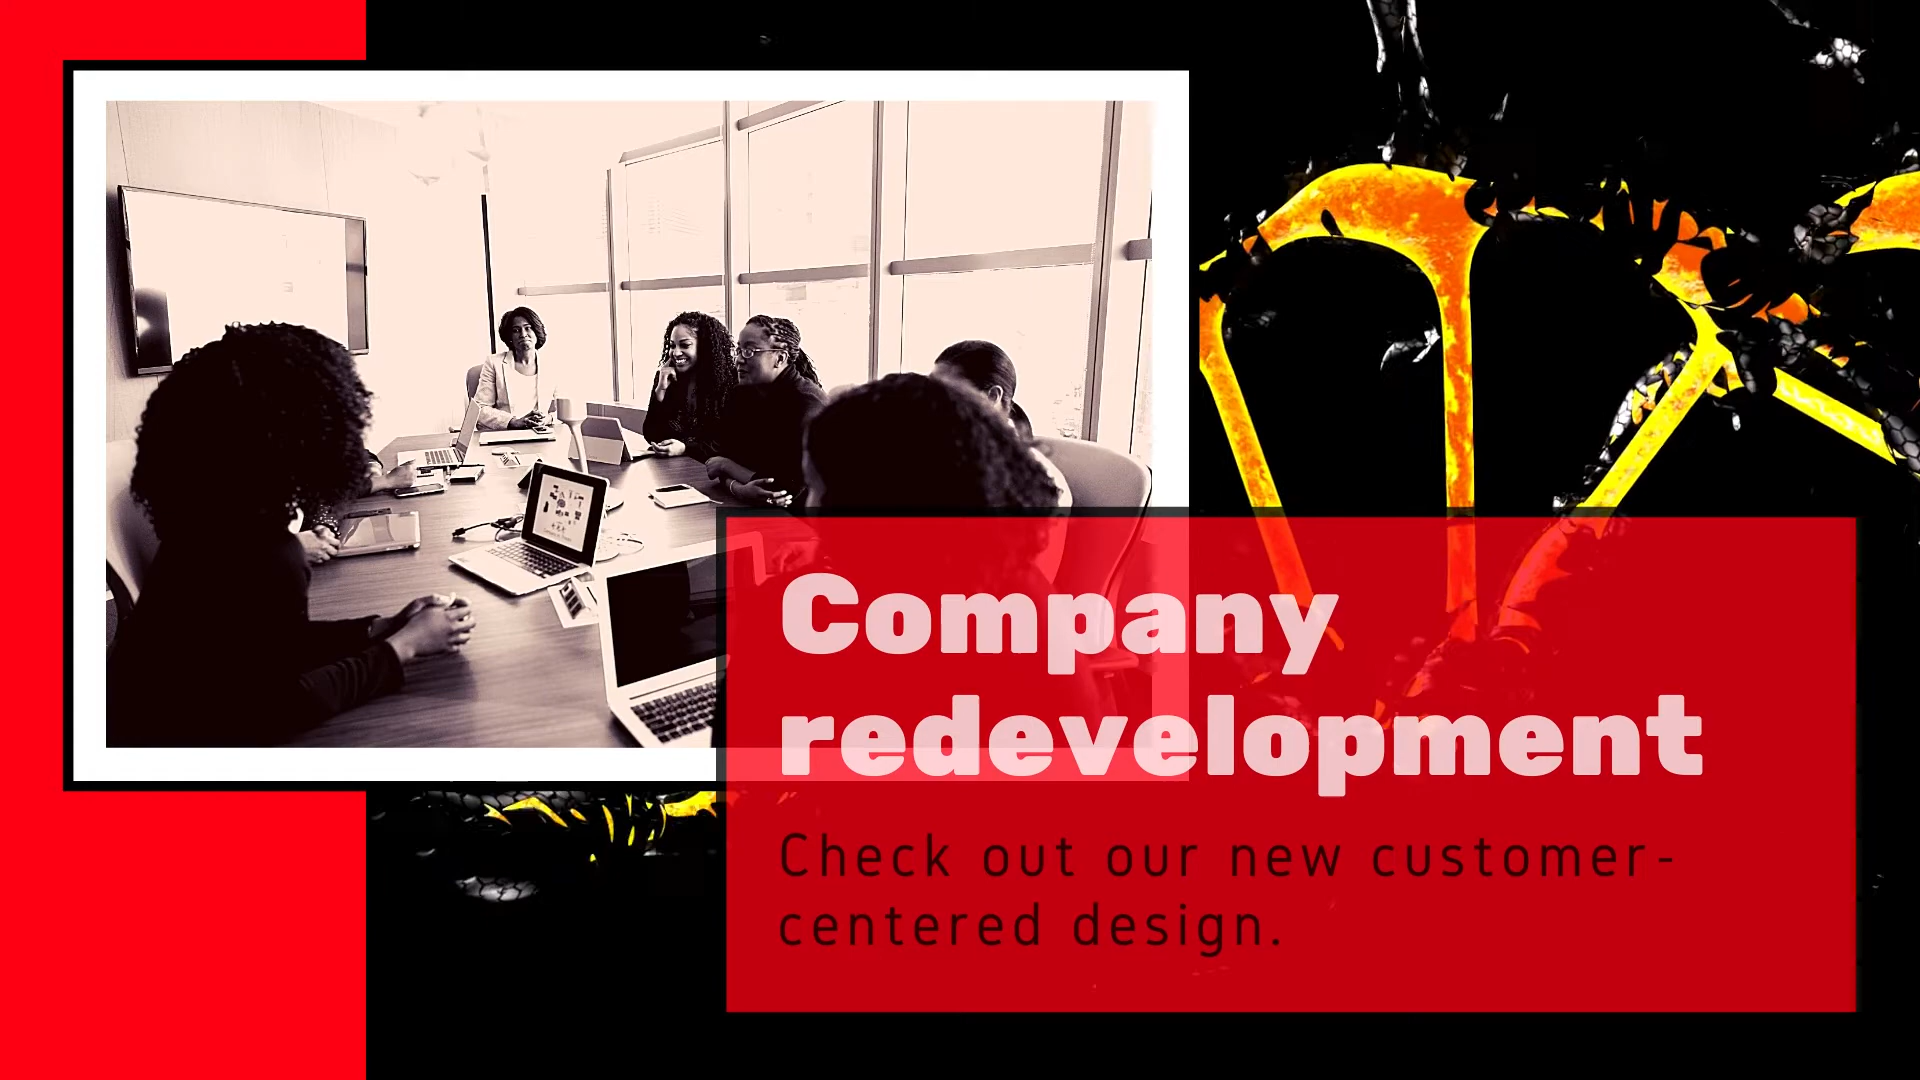 Company
redevelopment
Check out our new customer-
centered design.